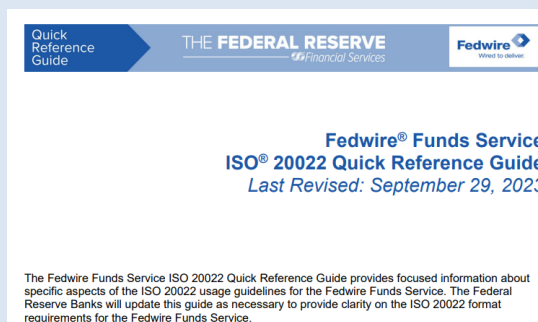 Quick
Reference
Guide
THE FEDERAL RESERVE
Financial Services
Fedwire
Wired to deliver.
Fedwire® Funds Service
ISO® 20022 Quick Reference Guide
Last Revised: September 29, 2023
The Fedwire Funds Service ISO 20022 Quick Reference Guide provides focused information about
specific aspects of the ISO 20022 usage guidelines for the Fedwire Funds Service. The Federal
Reserve Banks will update this guide as necessary to provide clarity on the ISO 20022 format
requirements for the Fedwire Funds Service.